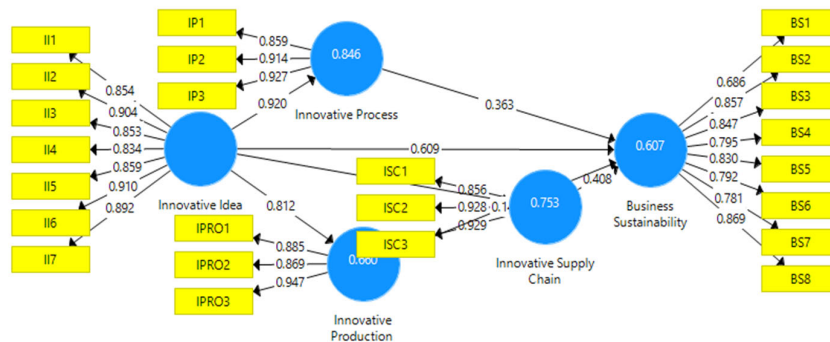 BS1
IP1
0.859
II1
IP2
0.914
0.846
BS2
0.927
0.854
0.686
II2
IP3
0.857
BS3
0.904
0.920
Innovative Process
0.363
0.847
II3
0.853
0.795
BS4
II4
0.834
0.609
0.607
0.830
0.859
ISC1
0.408
0.792
BS5
II5
0.910
Innovative Idea
0.856
Business
Sustainability
0.781
0.892
0.812
ISC2
0.928
0.14
0.753
BS6
II6
0.869
IPRO1
ISC3
0.929
II7
0.885
BS7
IPRO2
0.869
0.660
Innovative Supply
Chain
0.947
BS8
IPRO3
Innovative
Production